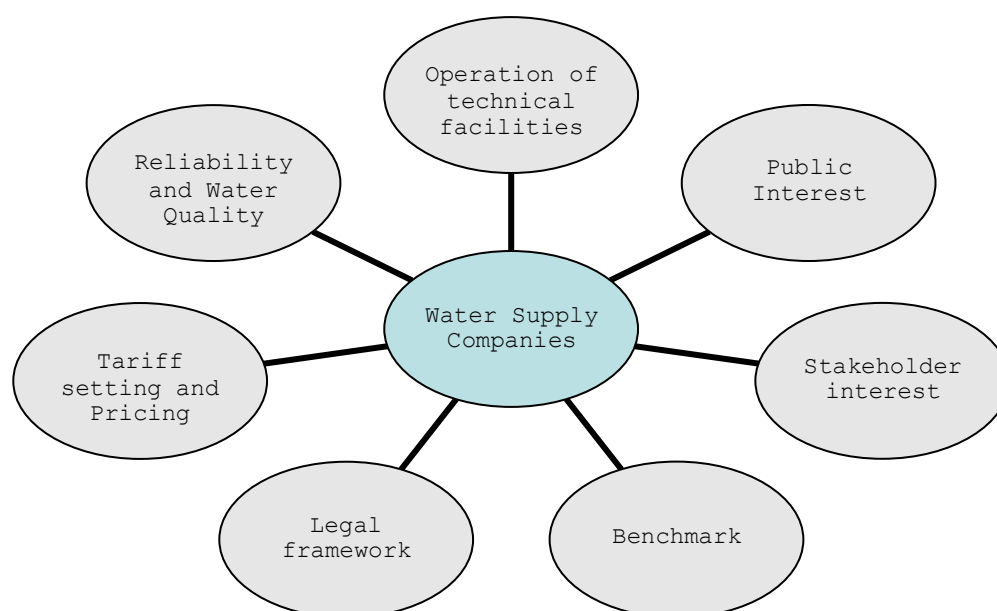 Operation of
technical
facilities
Reliability
and Water
Quality
Public
Interest
Water Supply
Companies
Tariff
setting and
Pricing
Stakeholder
interest
Legal
framework
Benchmark